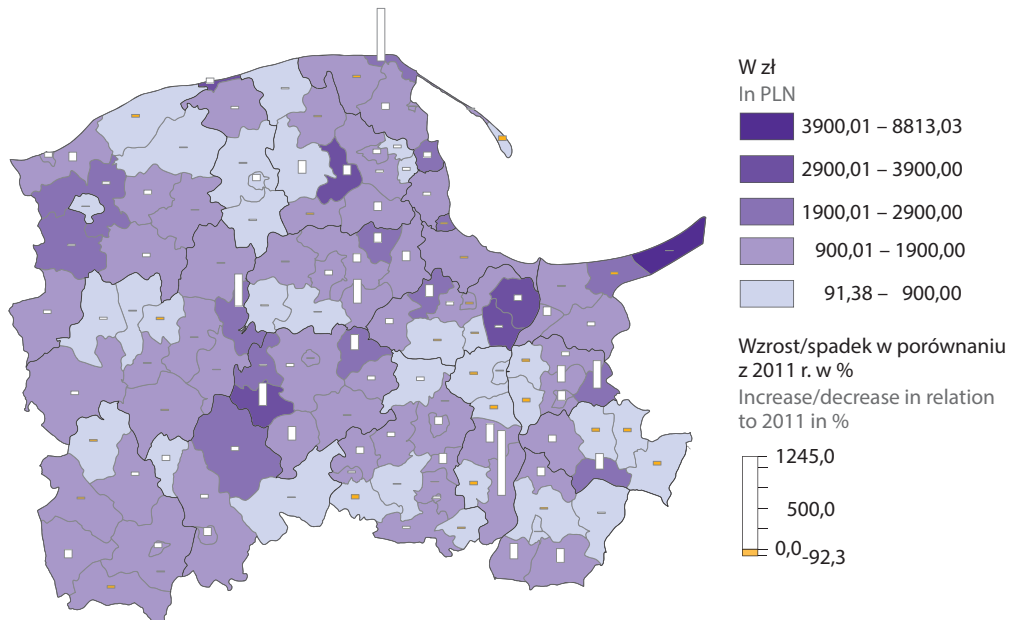 W zł
In PLN
3900,01 – 8813,03
2900,01 – 3900,00
1900,01 – 2900,00
900,01 – 1900,00
91,38 – 900,00
Wzrost/spadek w porównaniu
z 2011 r. w %
Increase/decrease in relation
to 2011 in %
1245,0
500,0
0,0
-92,3